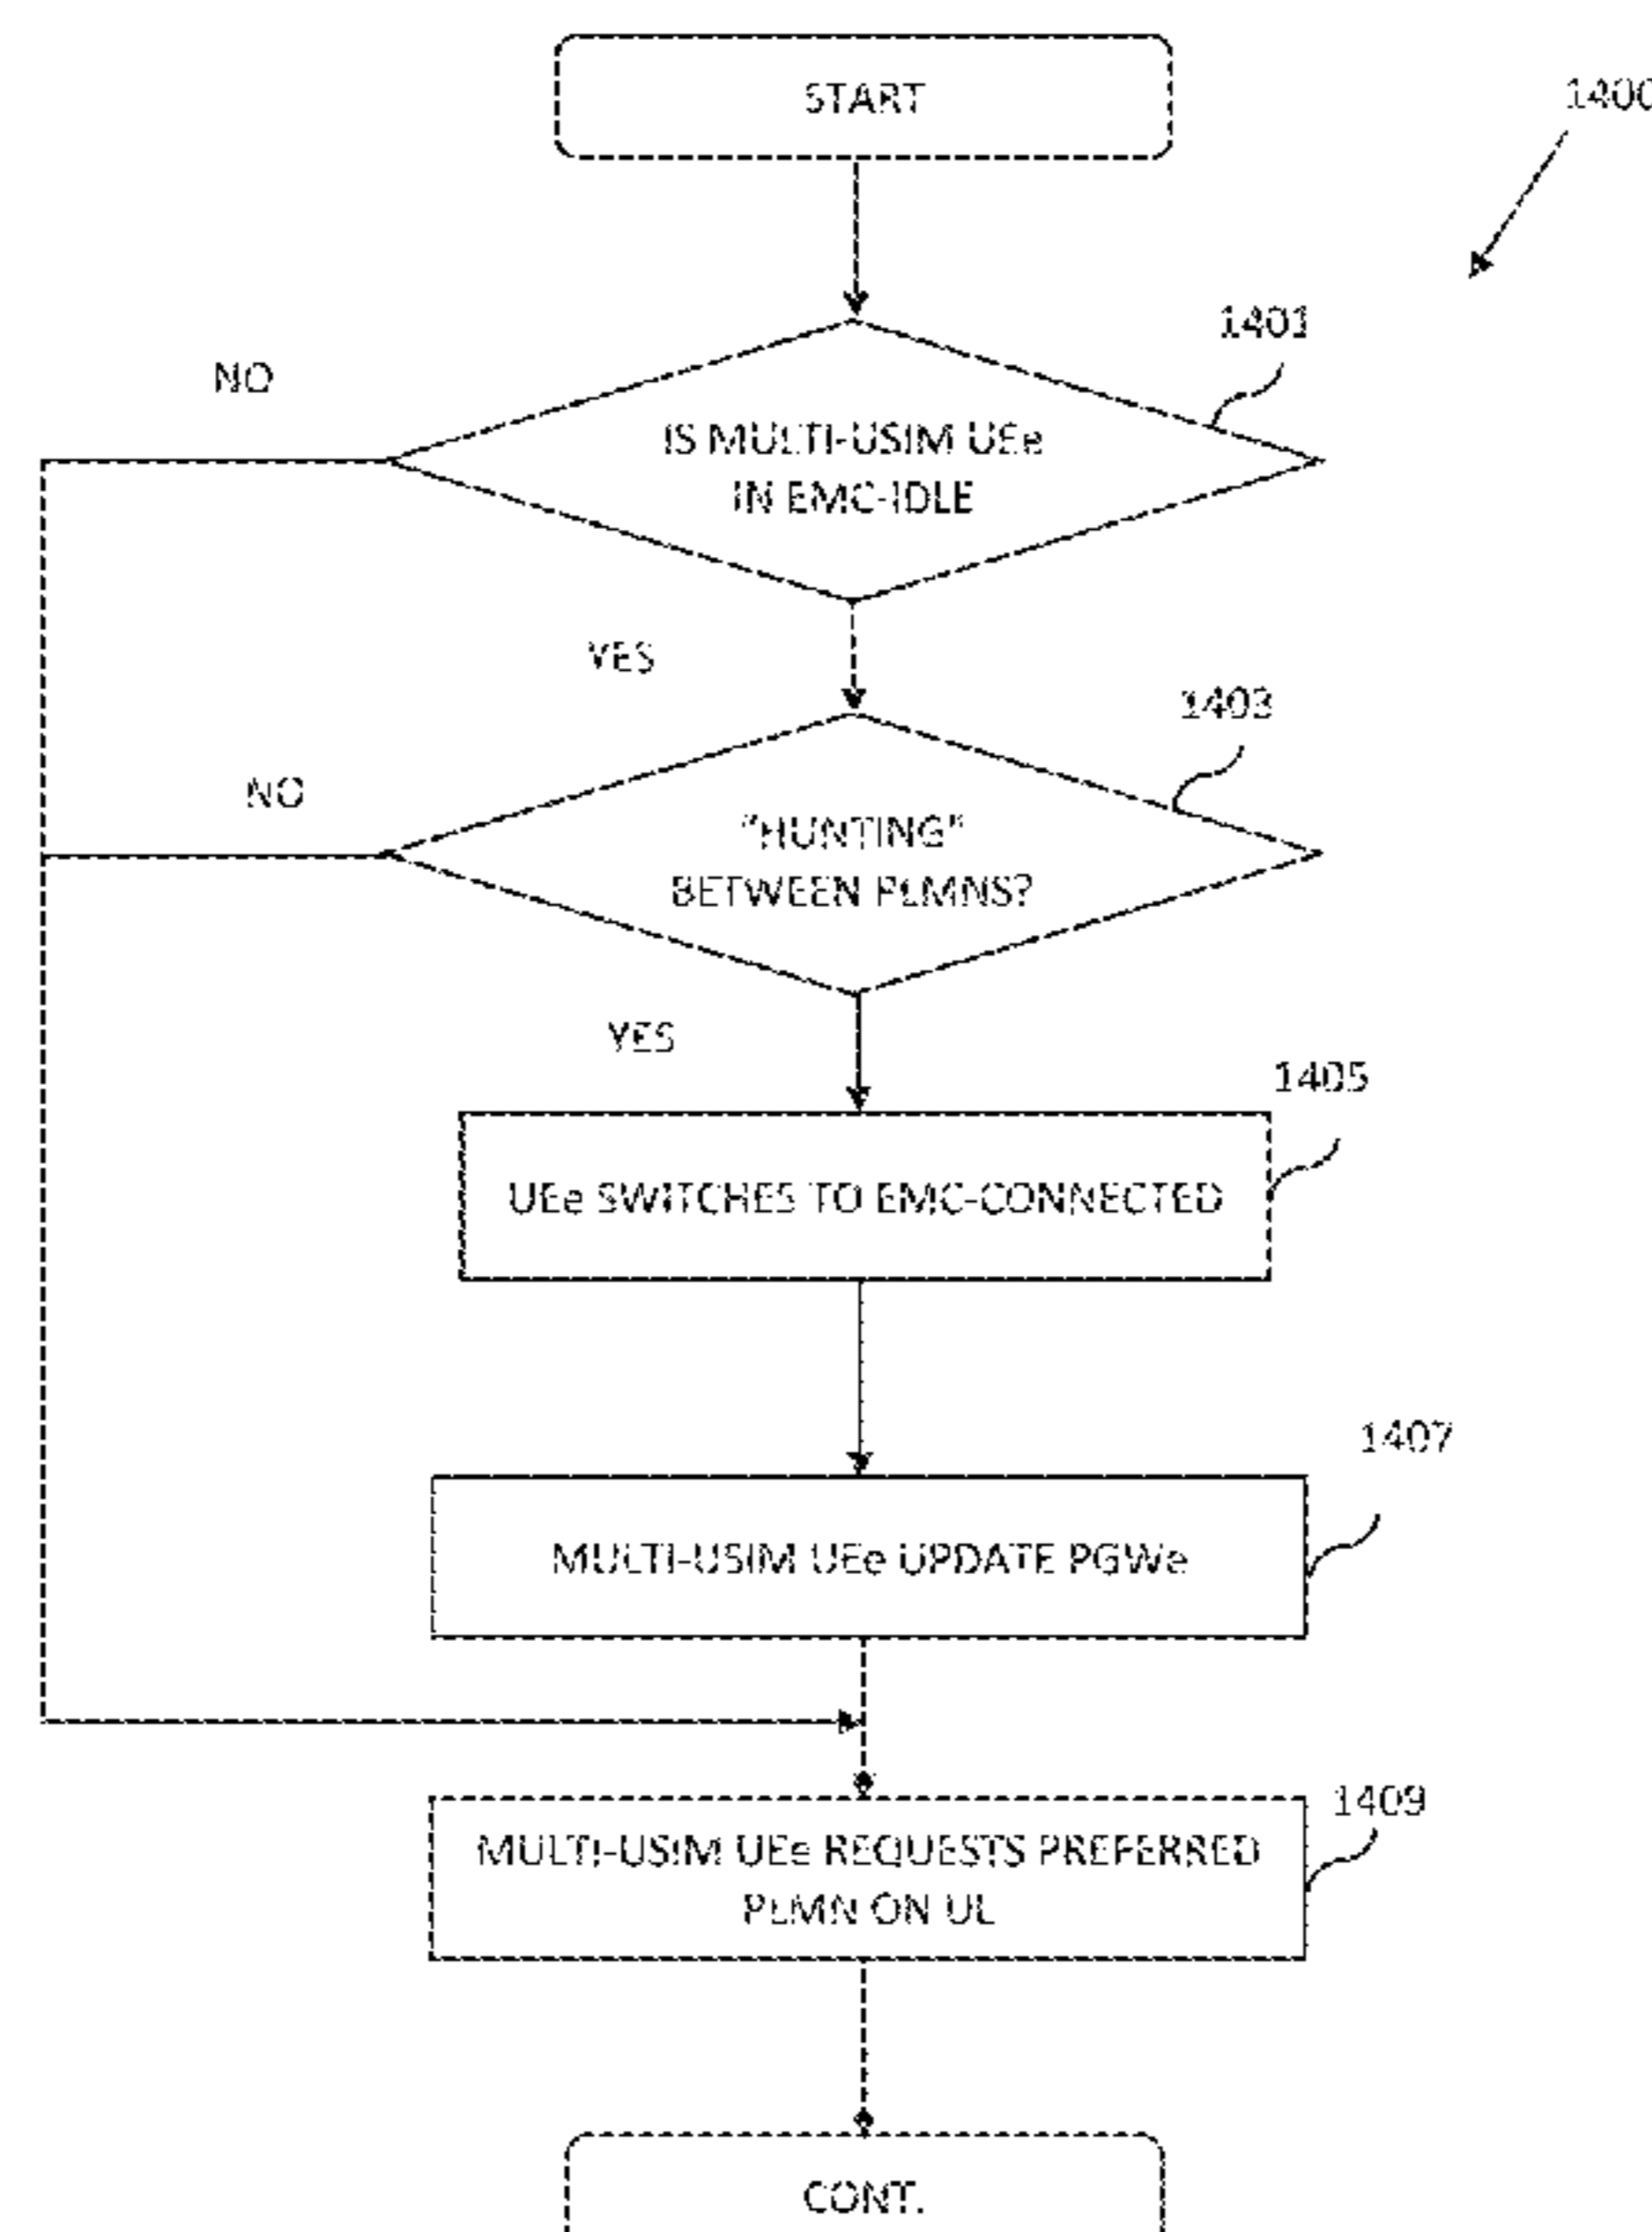 START
1400
1401
NO
IS MULTI-USIM UEe
IN EMC-IDLE
YES
1403
NO
"HUNTING"
BETWEEN PLMNS?
YES
1405
UEe SWITCHES TO EMC-CONNECTED
1407
MULTI-USIM UEe UPDATE PGWe
1409
MULTI-USIM UEe REQUESTS PREFERRED
PLMN ON UL
CONT.